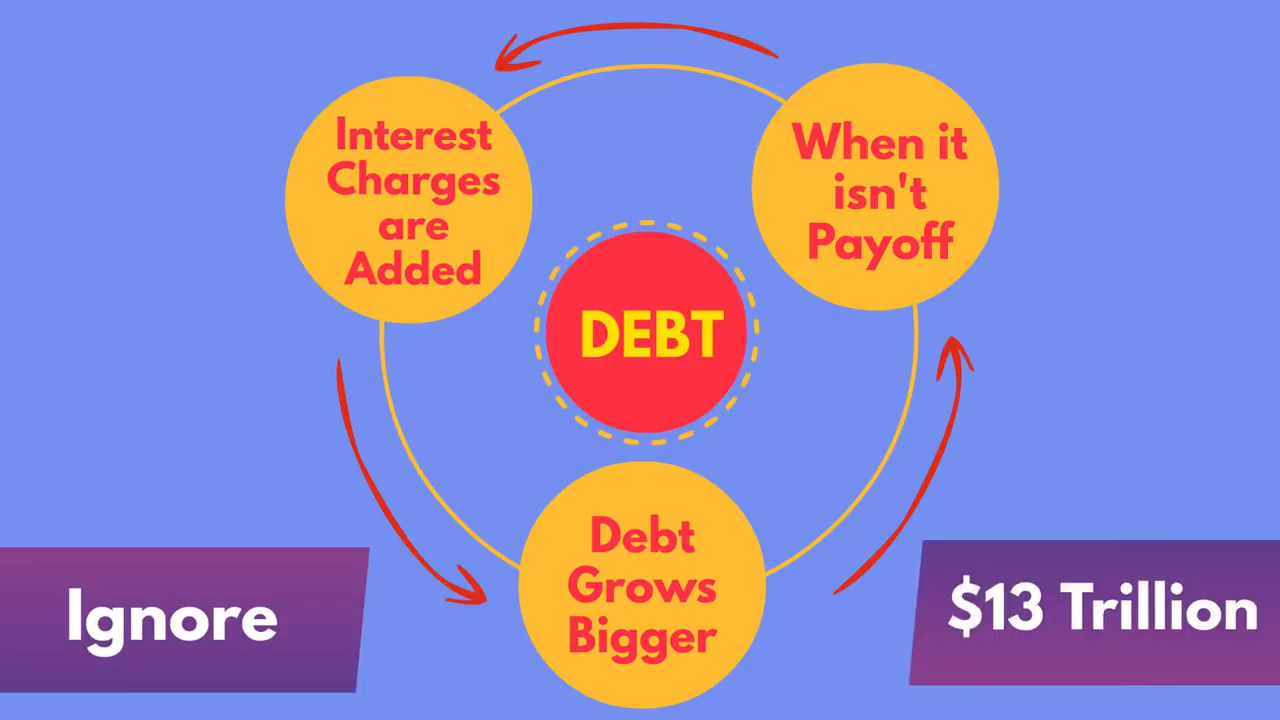 Interest
Charges
are
Added
When it
isn't
Payoff
DEBT
Debt
Grows
Bigger
Ignore
$13 Trillion